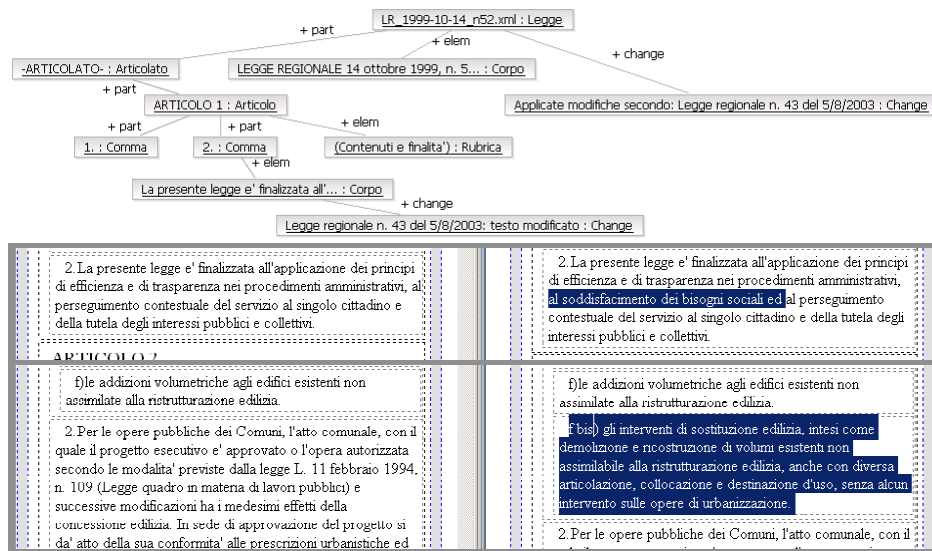 LR_1999-10-14_n52.xml : Legge
+ part
+ elem
+ change
-ARTICOLATO- : Articolato
LEGGE REGIONALE 14 ottobre 1999, n. 5... : Corpo
Applicate modifiche secondo: Legge regionale n. 43 del 5/8/2003 : Change
+ part
ARTICOLO 1 : Articolo
+ part
+ part
+ elem
1. : Comma
2. : Comma
(Contenuti e finalita') : Rubrica
+ elem
La presente legge e' finalizzata all'... : Corpo
+ change
Legge regionale n. 43 del 5/8/2003: testo modificato : Change
2. La presente legge e' finalizzata all'applicazione dei principi
di efficienza e di trasparenza nei procedimenti amministrativi, al
perseguimento contestuale del servizio al singolo cittadino e
della tutela degli interessi pubblici e collettivi.
ARTICOLO 2
2. La presente legge e' finalizzata all'applicazione dei principi
di efficienza e di trasparenza nei procedimenti amministrativi,
al soddisfacimento dei bisogni sociali ed al perseguimento
contestuale del servizio al singolo cittadino e della tutela degli
interessi pubblici e collettivi.
f)le addizioni volumetriche agli edifici esistenti non
assimilate alla ristrutturazione edilizia.
2. Per le opere pubbliche dei Comuni, l'atto comunale, con il
quale il progetto esecutivo e' approvato o l'opera autorizzata
secondo le modalita' previste dalla legge L. 11 febbraio 1994,
n. 109 (Legge quadro in materia di lavori pubblici) e
successive modificazioni ha i medesimi effetti della
concessione edilizia. In sede di approvazione del progetto si
da' atto della sua conformita' alle prescrizioni urbanistiche ed
f)le addizioni volumetriche agli edifici esistenti non
assimilate alla ristrutturazione edilizia.
f bis) gli interventi di sostituzione edilizia, intesi come
demolizione e ricostruzione di volumi esistenti non
assimilabile alla ristrutturazione edilizia, anche con diversa
articolazione, collocazione e destinazione d'uso, senza alcun
intervento sulle opere di urbanizzazione.
2. Per le opere pubbliche dei Comuni, l'atto comunale, con il